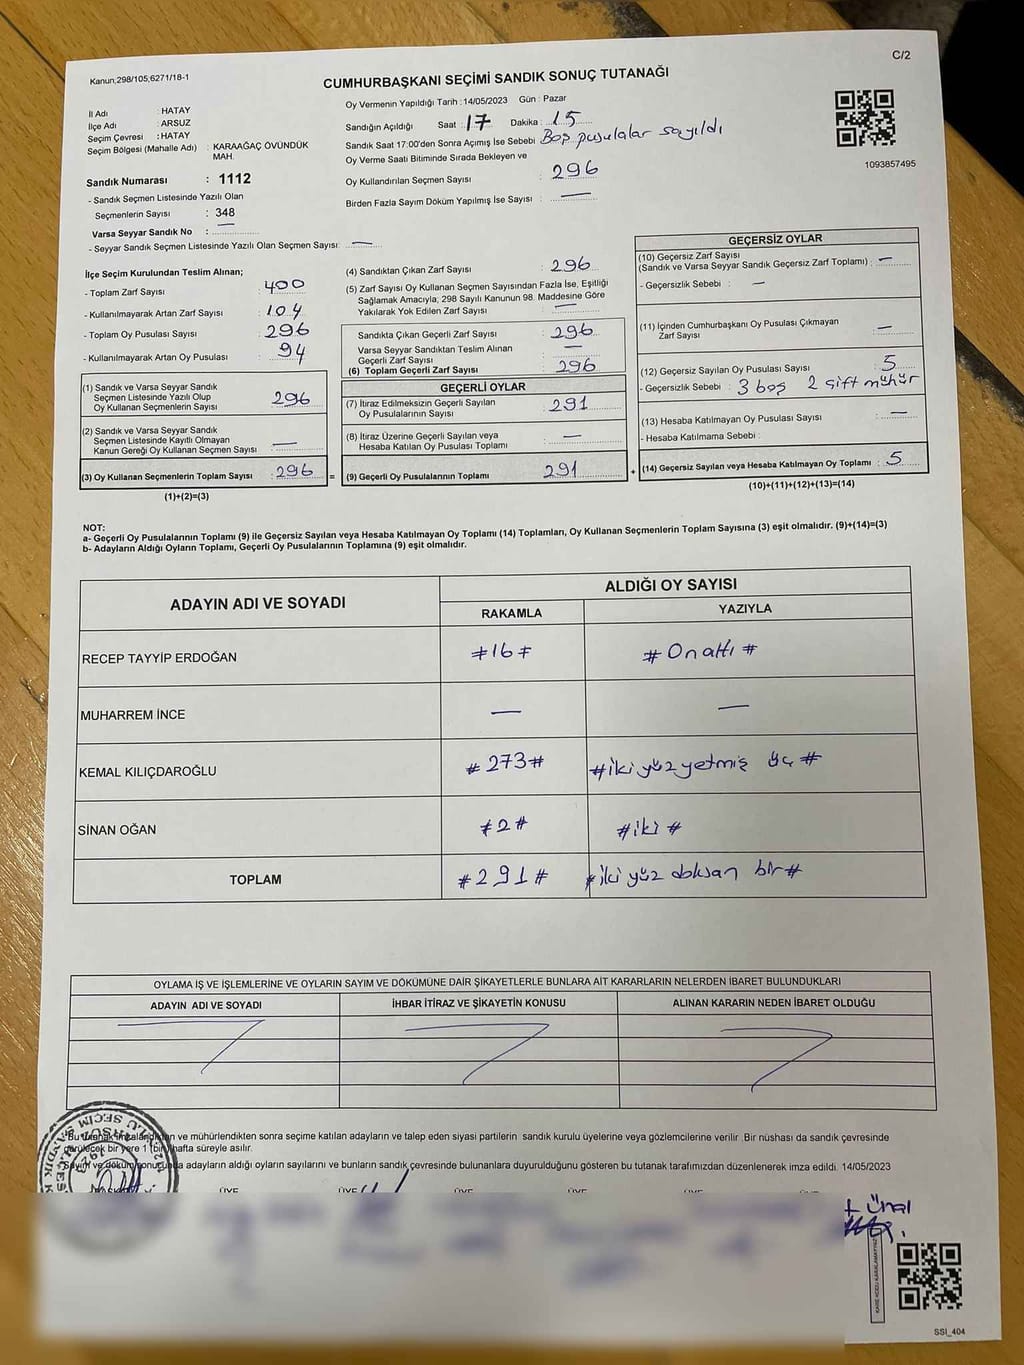 C/2
Kanun,298/105,6271/18-1
CUMHURBAŞKANI SEÇİMİ SANDIK SONUÇ TUTANAĞI
İl Adı : HATAY
İlçe Adı : ARSUZ
Seçim Çevresi : HATAY
Seçim Bölgesi (Mahalle Adı) : KARAAĞAÇ ÖVÜNDÜK MAH.
Sandık Numarası : 1112
- Sandık Seçmen Listesinde Yazılı Olan
Seçmenlerin Sayısı : 348
Varsa Seyyar Sandık No : —
- Seyyar Sandık Seçmen Listesinde Yazılı Olan Seçmen Sayısı: —
Oy Vermenin Yapıldığı Tarih :14/05/2023 Gün : Pazar
Sandığın Açıldığı Saat : 17 Dakika : 15
Sandık Saat 17:00'den Sonra Açımış İse Sebebi Boş pusulalar sayıldı
Oy Verme Saati Bitiminde Sırada Bekleyen ve
Oy Kullandırılan Seçmen Sayısı : 296
Birden Fazla Sayım Döküm Yapılmış İse Sayısı : —
1093857495
İlçe Seçim Kurulundan Teslim Alınan;
- Toplam Zarf Sayısı : 400
- Kullanılmayarak Artan Zarf Sayısı : 104
- Toplam Oy Pusulası Sayısı : 296
- Kullanılmayarak Artan Oy Pusulası : 94
(1) Sandık ve Varsa Seyyar Sandık
Seçmen Listesinde Yazılı Olup
Oy Kullanan Seçmenlerin Sayısı : 296
(2) Sandık ve Varsa Seyyar Sandık
Seçmen Listesinde Kayıtlı Olmayan
Kanun Gereği Oy Kullanan Seçmen Sayısı : —
(3) Oy Kullanan Seçmenlerin Toplam Sayısı : 296 =
(1)+(2)=(3)
(4) Sandıktan Çıkan Zarf Sayısı : 296
(5) Zarf Sayısı Oy Kullanan Seçmen Sayısından Fazla İse, Eşitliği
Sağlamak Amacıyla, 298 Sayılı Kanunun 98. Maddesine Göre
Yakılarak Yok Edilen Zarf Sayısı : —
Sandıkta Çıkan Geçerli Zarf Sayısı : 296
Varsa Seyyar Sandıktan Teslim Alınan
Geçerli Zarf Sayısı : —
(6) Toplam Geçerli Zarf Sayısı : 296
GEÇERLİ OYLAR
(7) İtiraz Edilmeksizin Geçerli Sayılan
Oy Pusulalarının Sayısı : 291
(8) İtiraz Üzerine Geçerli Sayılan veya
Hesaba Katılan Oy Pusulası Toplamı : —
(9) Geçerli Oy Pusulalarının Toplamı : 291 +
GEÇERSİZ OYLAR
(10) Geçersiz Zarf Sayısı
(Sandık ve Varsa Seyyar Sandık Geçersiz Zarf Toplamı) : —
- Geçersizlik Sebebi : —
(11) İçinden Cumhurbaşkanı Oy Pusulası Çıkmayan
Zarf Sayısı : —
(12) Geçersiz Sayılan Oy Pusulası Sayısı : 5
- Geçersizlik Sebebi : 3 boş 2 çift mühür
(13) Hesaba Katılmayan Oy Pusulası Sayısı : —
- Hesaba Katılmama Sebebi :
(14) Geçersiz Sayılan veya Hesaba Katılmayan Oy Toplamı : 5
(10)+(11)+(12)+(13)=(14)
NOT:
a- Geçerli Oy Pusulalarının Toplamı (9) ile Geçersiz Sayılan veya Hesaba Katılmayan Oy Toplamı (14) Toplamları, Oy Kullanan Seçmenlerin Toplam Sayısına (3) eşit olmalıdır. (9)+(14)=(3)
b- Adayların Aldığı Oyların Toplamı, Geçerli Oy Pusulalarının Toplamına (9) eşit olmalıdır.
ADAYIN ADI VE SOYADI ALDIĞI OY SAYISI
RAKAMLA YAZIYLA
RECEP TAYYİP ERDOĞAN #16# #Onaltı#
MUHARREM İNCE — —
KEMAL KILIÇDAROĞLU #273# #iki yüz yetmiş üç#
SİNAN OĞAN #2# #iki#
TOPLAM #291# #iki yüz doksan bir#
OYLAMA İŞ VE İŞLEMLERİNE VE OYLARIN SAYIM VE DÖKÜMÜNE DAİR ŞİKAYETLERLE BUNLARA AİT KARARLARIN NELERDEN İBARET BULUNDUKLARI
ADAYIN ADI VE SOYADI İHBAR İTİRAZ VE ŞİKAYETİN KONUSU ALINAN KARARIN NEDEN İBARET OLDUĞU
Bu tutanak imzalandıktan ve mühürlendikten sonra seçime katılan adayların ve talep eden siyasi partilerin sandık kurulu üyelerine veya gözlemcilerine verilir .Bir nüshası da sandık çevresinde
görülecek bir yere 1 (bir) hafta süreyle asılır.
Sayım ve döküm sonucunda adayların aldığı oyların sayılarını ve bunların sandık çevresinde bulunanlara duyurulduğunu gösteren bu tutanak tarafımızdan düzenlenerek imza edildi. 14/05/2023
BAŞKAN ÜYE ÜYE ÜYE ÜYE ÜYE ÜYE
Ünal
KARE KODU KARALAMAYINIZ
SSI_404